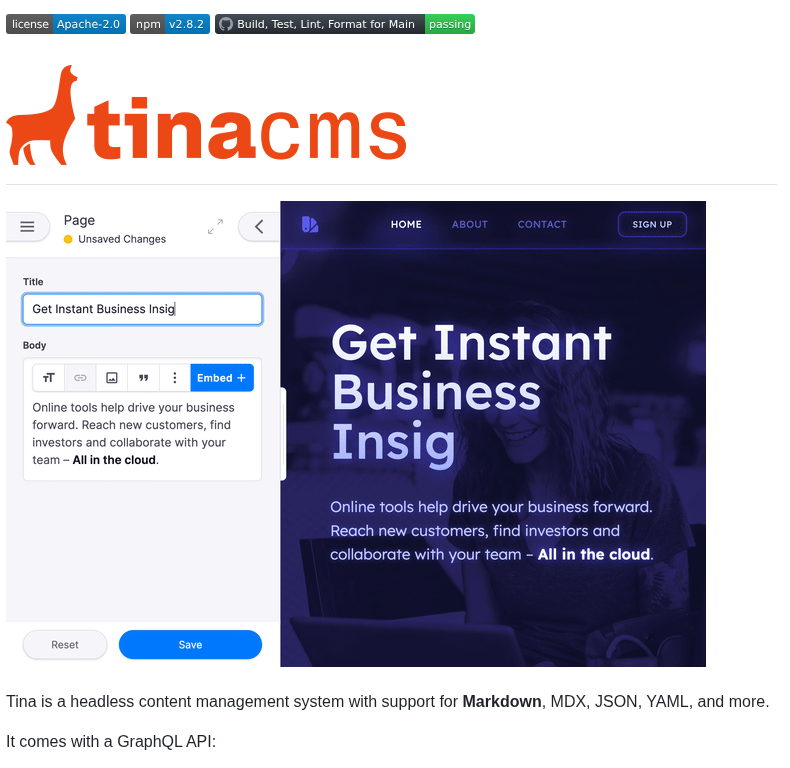 license Apache-2.0 npm v2.8.2 Build, Test, Lint, Format for Main passing
tinacms
Page
Unsaved Changes
Title
Get Instant Business Insig
Body
Embed +
Online tools help drive your business
forward. Reach new customers, find
investors and collaborate with your
team – All in the cloud.
Reset Save
HOME ABOUT CONTACT SIGN UP
Get Instant
Business
Insig
Online tools help drive your business forward.
Reach new customers, find investors and
collaborate with your team – All in the cloud.
Tina is a headless content management system with support for Markdown, MDX, JSON, YAML, and more.
It comes with a GraphQL API: